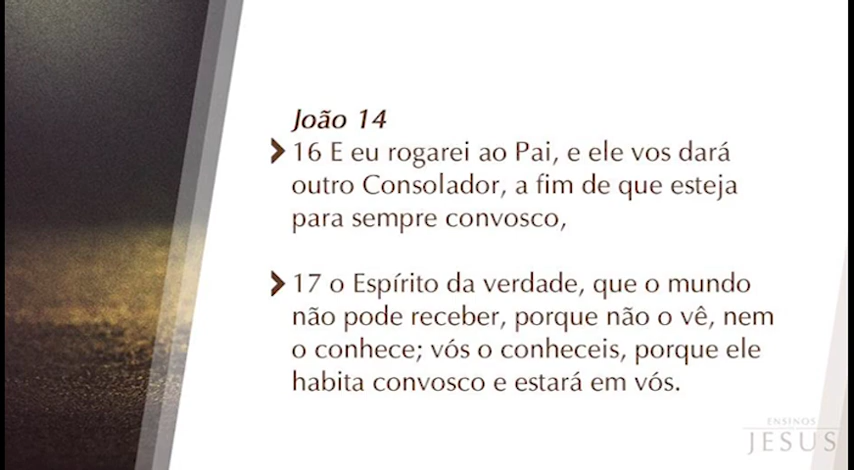 João 14
16 E eu rogarei ao Pai, e ele vos dará
outro Consolador, a fim de que esteja
para sempre convosco,
17 o Espírito da verdade, que o mundo
não pode receber, porque não o vê, nem
o conhece; vós o conheceis, porque ele
habita convosco e estará em vós.
ENSINOS
JESUS